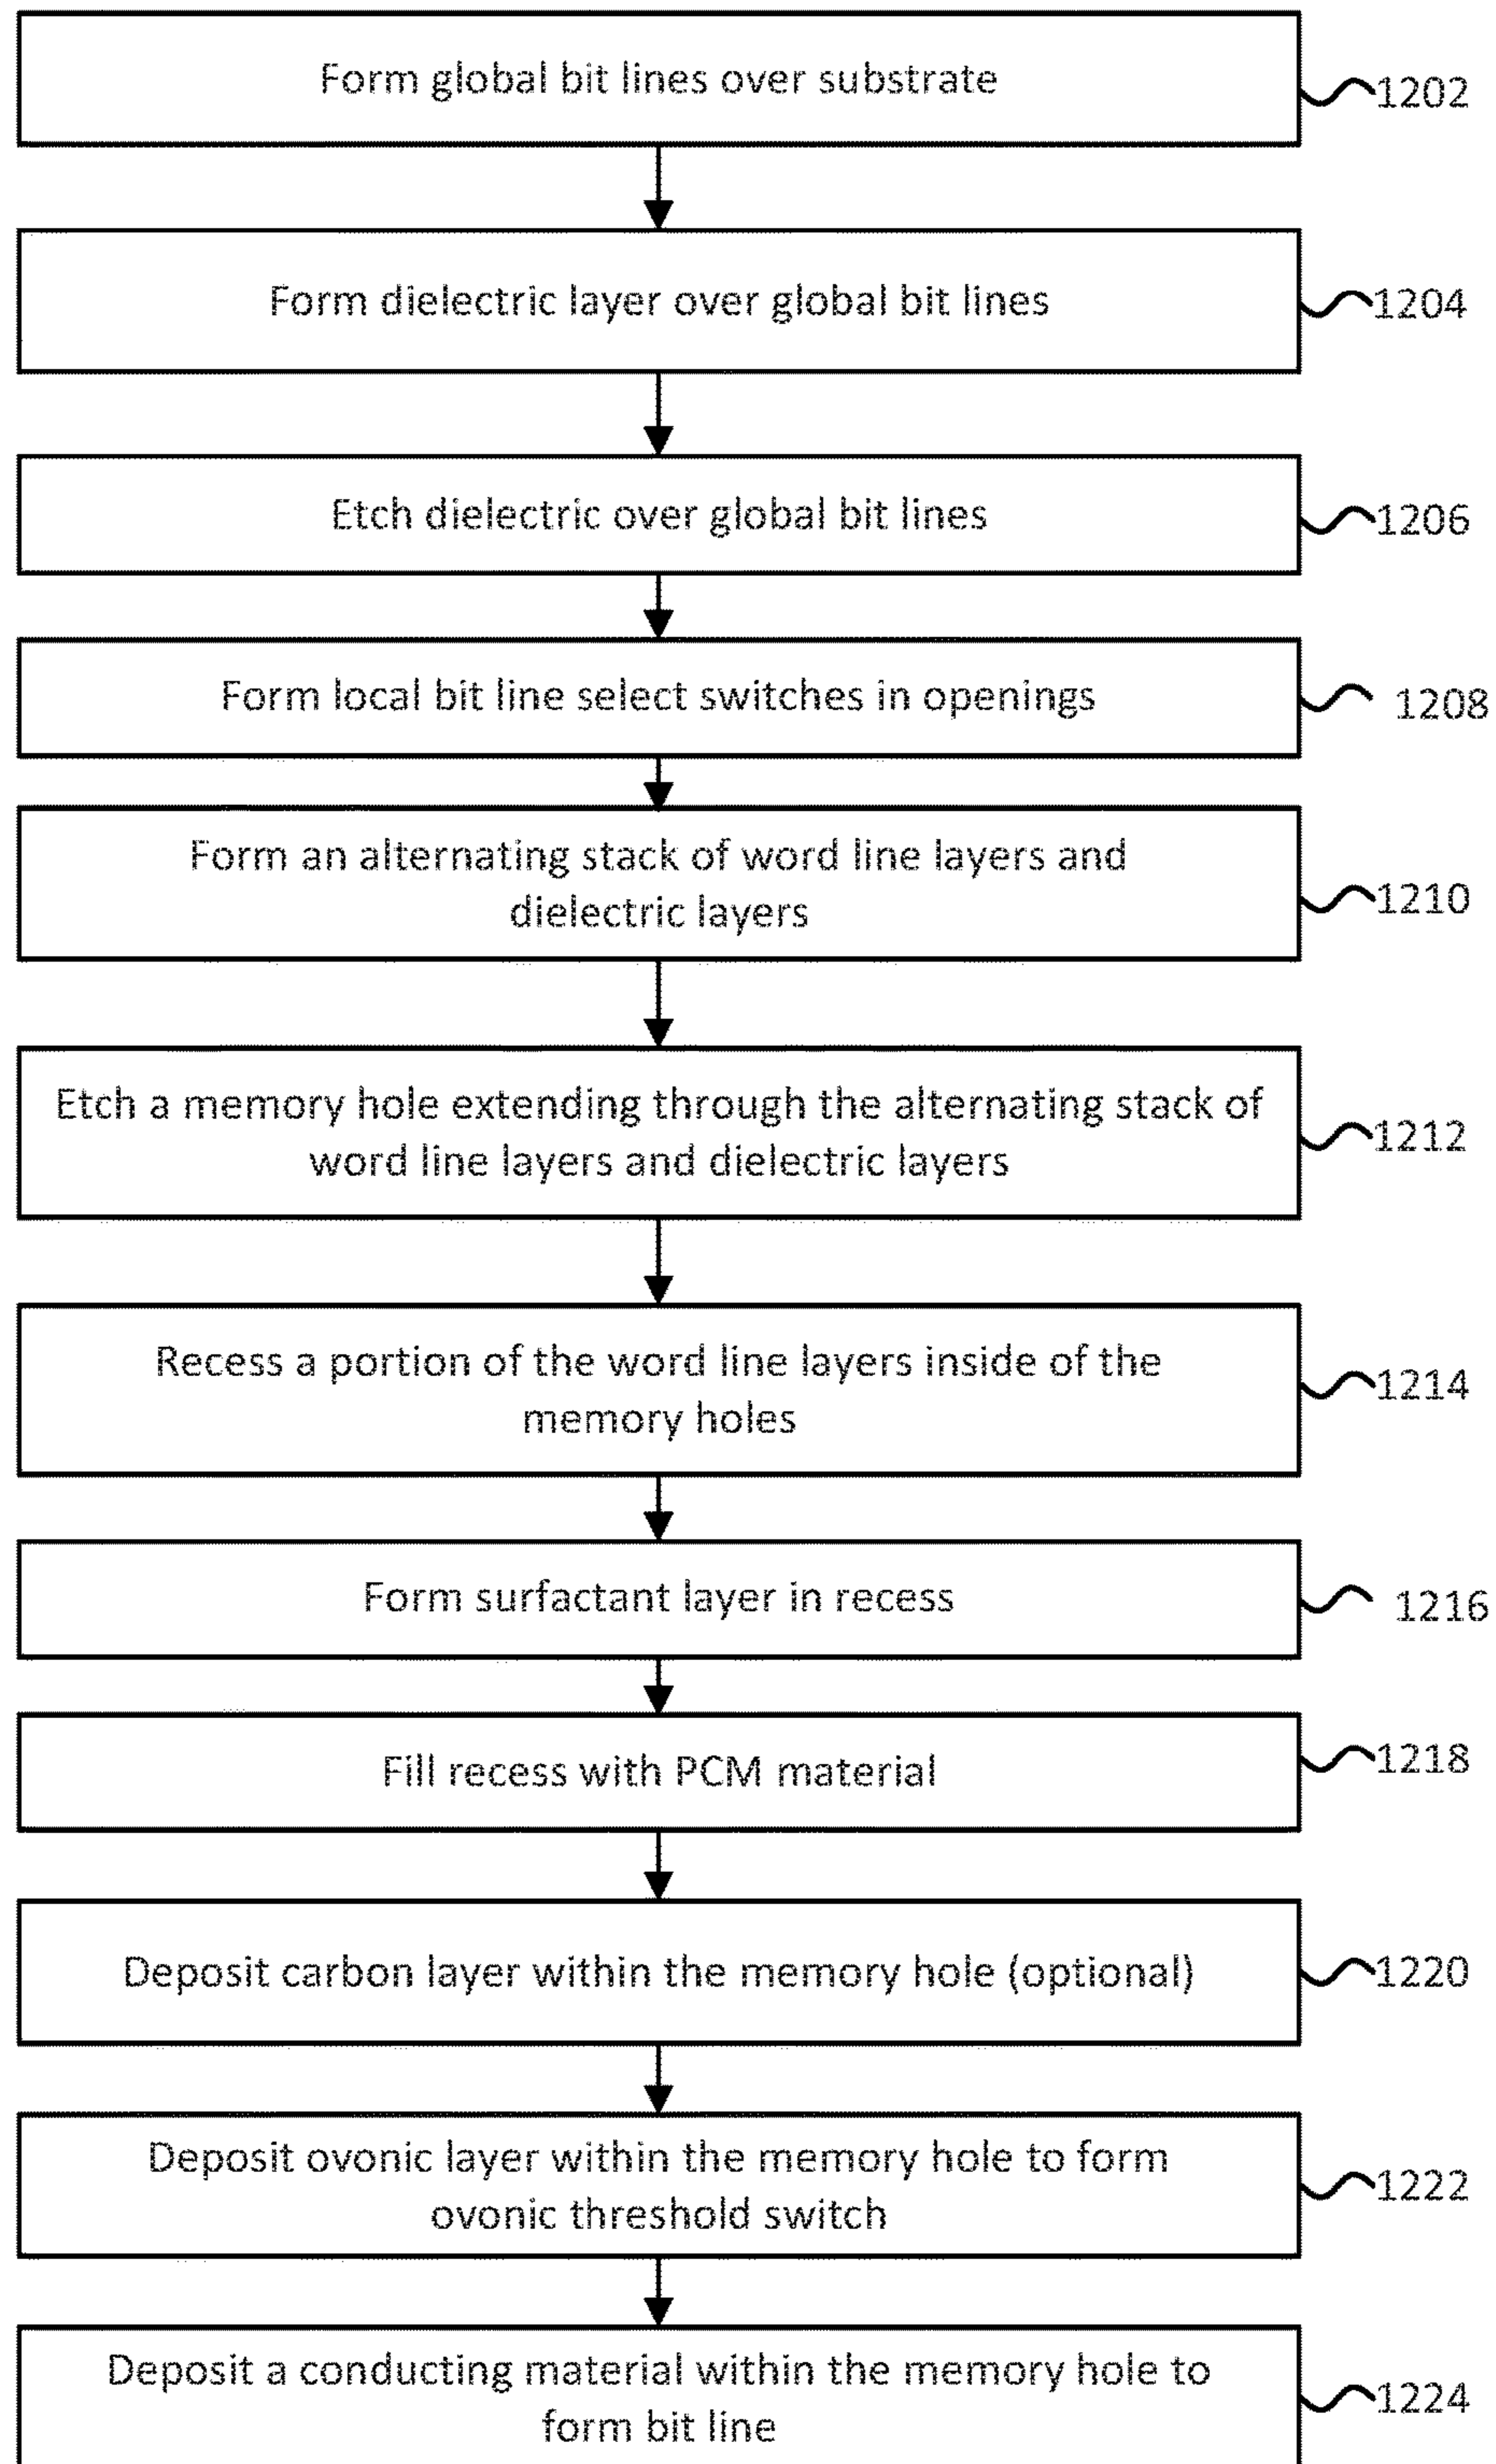 Form global bit lines over substrate
1202
Form dielectric layer over global bit lines
1204
Etch dielectric over global bit lines
1206
Form local bit line select switches in openings
1208
Form an alternating stack of word line layers and
dielectric layers
1210
Etch a memory hole extending through the alternating stack of
word line layers and dielectric layers
1212
Recess a portion of the word line layers inside of the
memory holes
1214
Form surfactant layer in recess
1216
Fill recess with PCM material
1218
Deposit carbon layer within the memory hole (optional)
1220
Deposit ovonic layer within the memory hole to form
ovonic threshold switch
1222
Deposit a conducting material within the memory hole to
form bit line
1224